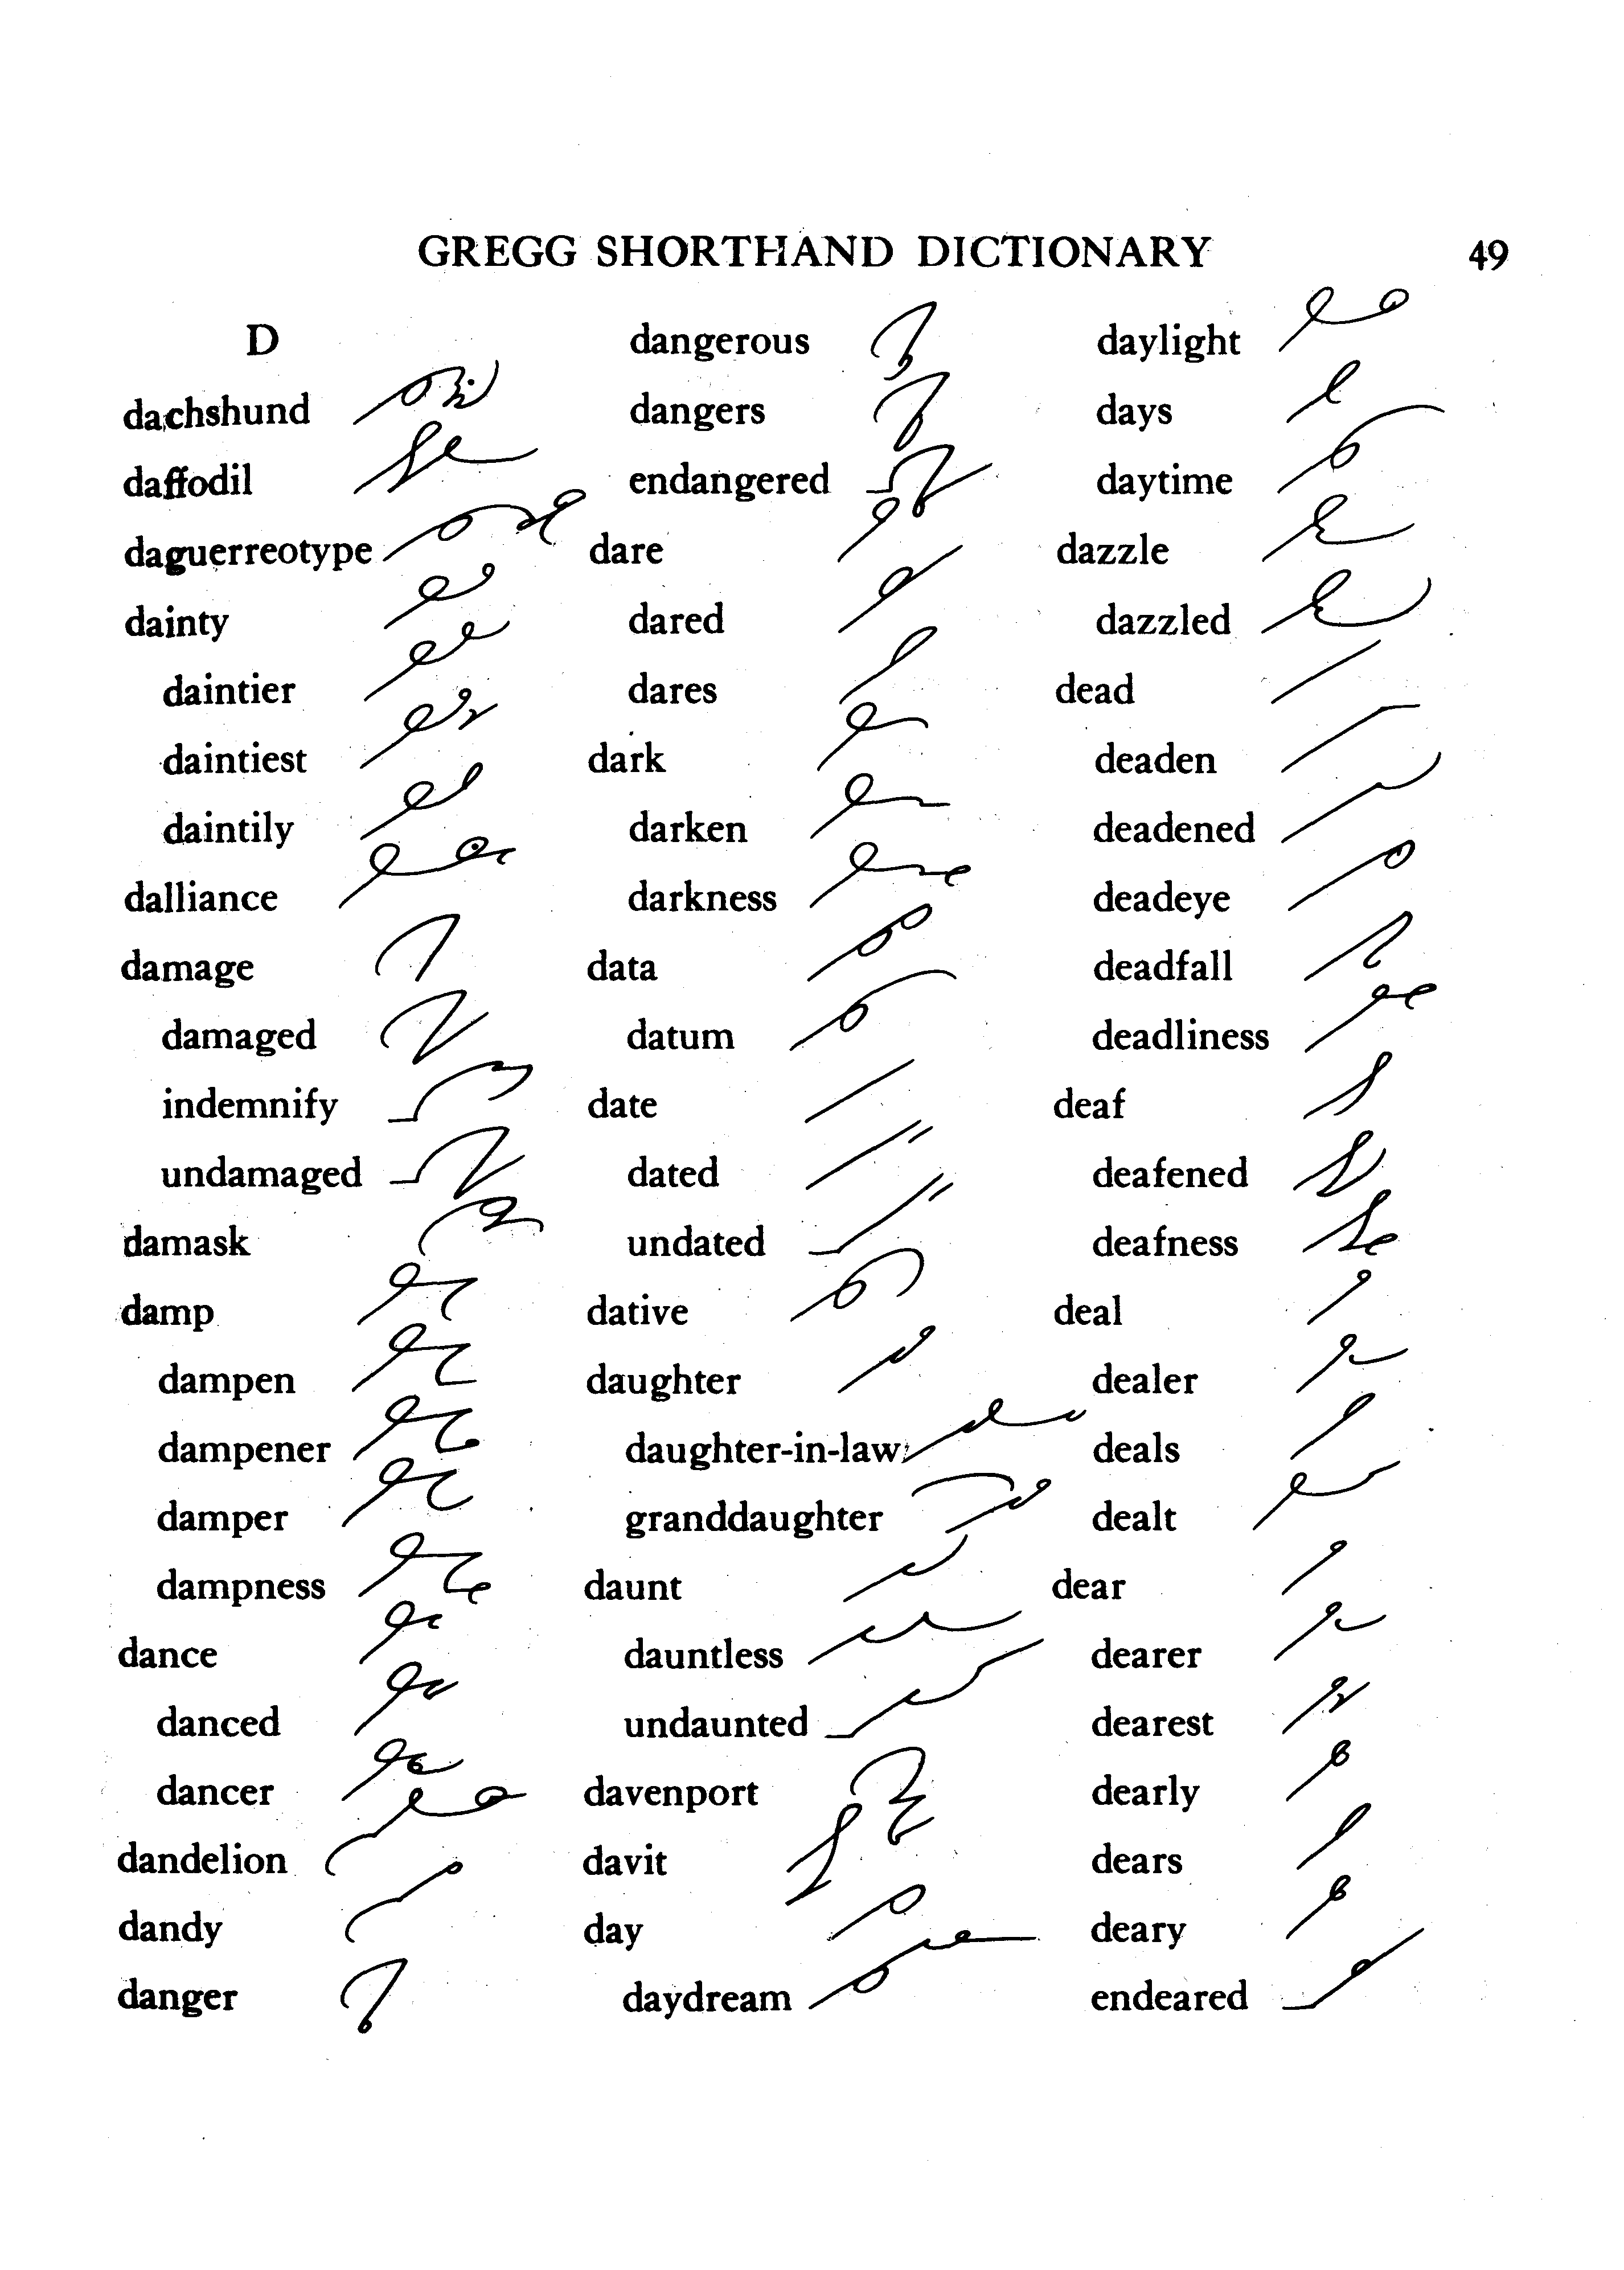 GREGG SHORTHAND DICTIONARY 49
D
dachshund
daffodil
daguerreotype
dainty
daintier
daintiest
daintily
dalliance
damage
damaged
indemnify
undamaged
damask
damp
dampen
dampener
damper
dampness
dance
danced
dancer
dandelion
dandy
danger
dangerous
dangers
endangered
dare
dared
dares
dark
darken
darkness
data
datum
date
dated
undated
dative
daughter
daughter-in-law
granddaughter
daunt
dauntless
undaunted
davenport
davit
day
daydream
daylight
days
daytime
dazzle
dazzled
dead
deaden
deadened
deadeye
deadfall
deadliness
deaf
deafened
deafness
deal
dealer
deals
dealt
dear
dearer
dearest
dearly
dears
deary
endeared